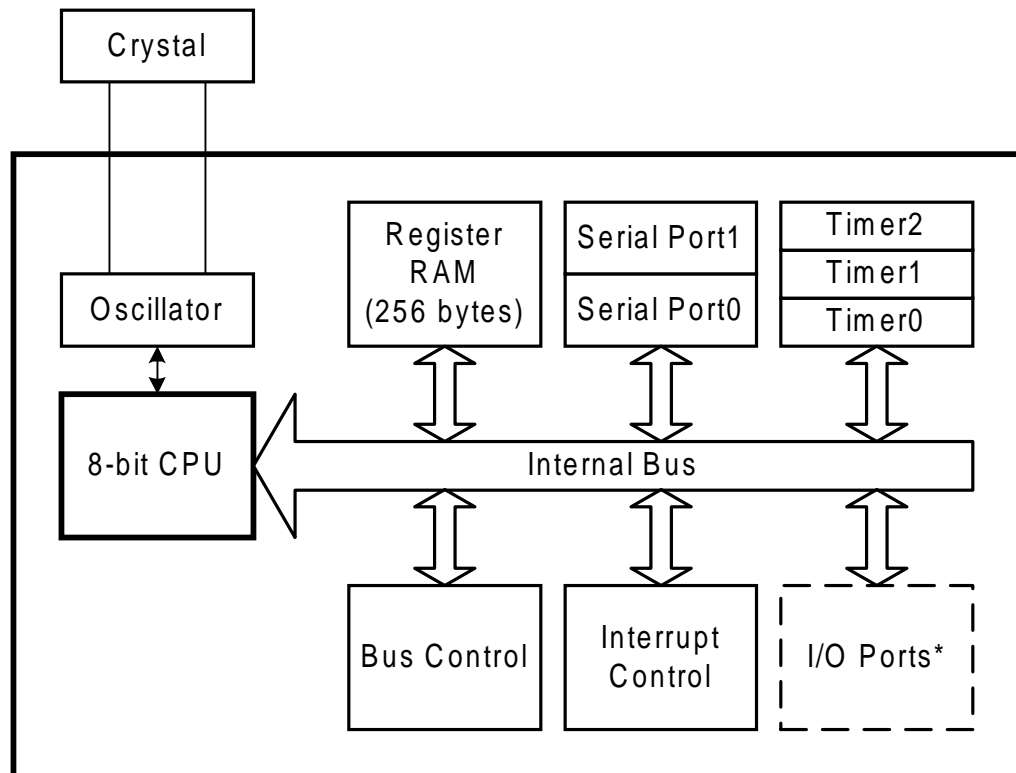 Crystal
Register
RAM
(256 bytes)
Serial Port1
Serial Port0
Timer2
Timer1
Timer0
Oscillator
8-bit CPU
Internal Bus
Bus Control
Interrupt
Control
I/O Ports*